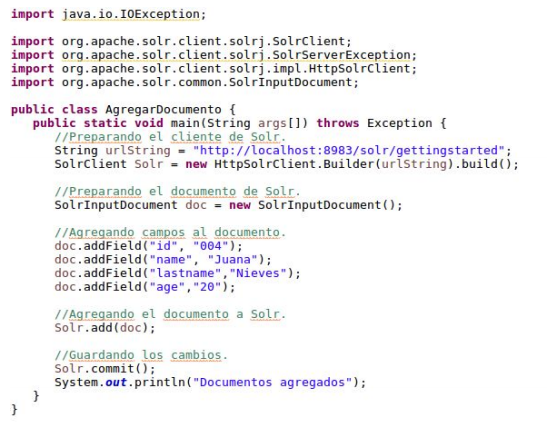 import java.io.IOException;
import org.apache.solr.client.solrj.SolrClient;
import org.apache.solr.client.solrj.SolrServerException;
import org.apache.solr.client.solrj.impl.HttpSolrClient;
import org.apache.solr.common.SolrInputDocument;
public class AgregarDocumento {
public static void main(String args[]) throws Exception {
//Preparando el cliente de Solr.
String urlString = "http://localhost:8983/solr/gettingstarted";
SolrClient Solr = new HttpSolrClient.Builder(urlString).build();
//Preparando el documento de Solr.
SolrInputDocument doc = new SolrInputDocument();
//Agregando campos al documento.
doc.addField("id", "004");
doc.addField("name", "Juana");
doc.addField("lastname","Nieves");
doc.addField("age","20");
//Agregando el documento a Solr.
Solr.add(doc);
//Guardando los cambios.
Solr.commit();
System.out.println("Documentos agregados");
}
}